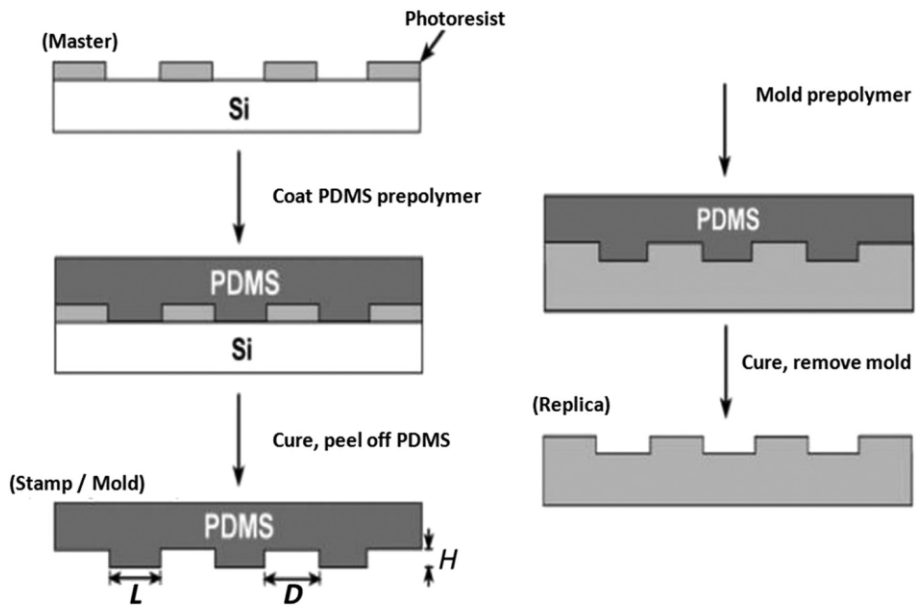 Photoresist
(Master)
Si
Coat PDMS prepolymer
PDMS
Si
Cure, peel off PDMS
(Stamp / Mold)
PDMS
H
L
D
Mold prepolymer
PDMS
Cure, remove mold
(Replica)